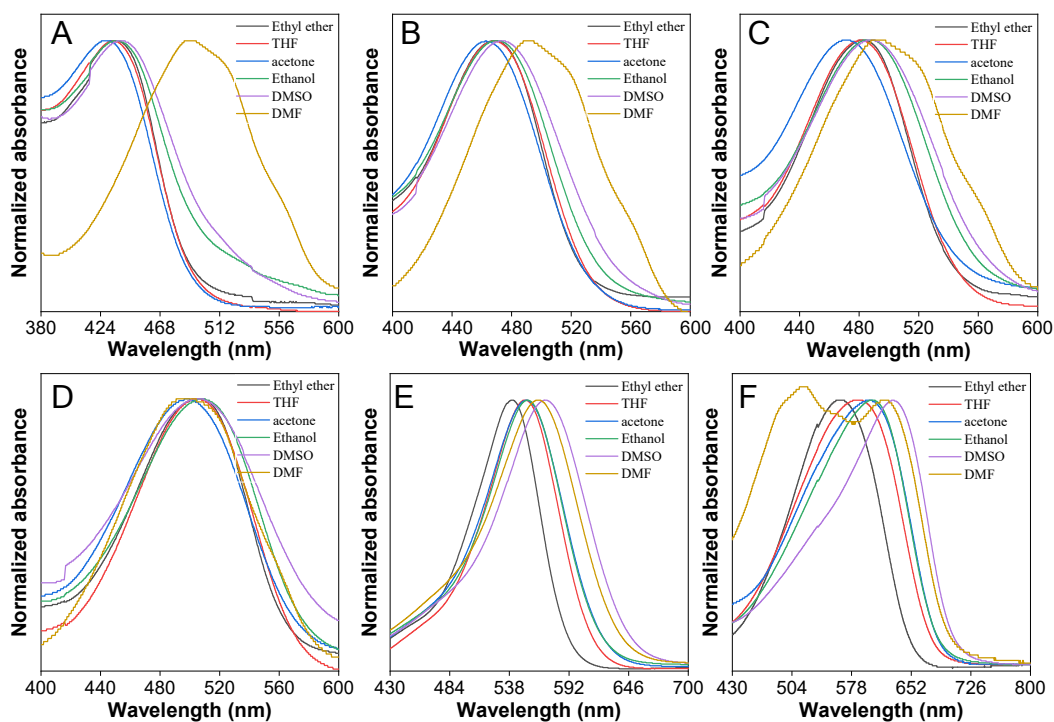 A
Ethyl ether
THF
acetone
Ethanol
DMSO
DMF
Normalized absorbance
380 424 468 512 556 600
Wavelength (nm)
B
Ethyl ether
THF
acetone
Ethanol
DMSO
DMF
Normalized absorbance
400 440 480 520 560 600
Wavelength (nm)
C
Ethyl ether
THF
acetone
Ethanol
DMSO
DMF
Normalized absorbance
400 440 480 520 560 600
Wavelength (nm)
D
Ethyl ether
THF
acetone
Ethanol
DMSO
DMF
Normalized absorbance
400 440 480 520 560 600
Wavelength (nm)
E
Ethyl ether
THF
acetone
Ethanol
DMSO
DMF
Normalized absorbance
430 484 538 592 646 700
Wavelength (nm)
F
Ethyl ether
THF
acetone
Ethanol
DMSO
DMF
Normalized absorbance
430 504 578 652 726 800
Wavelength (nm)